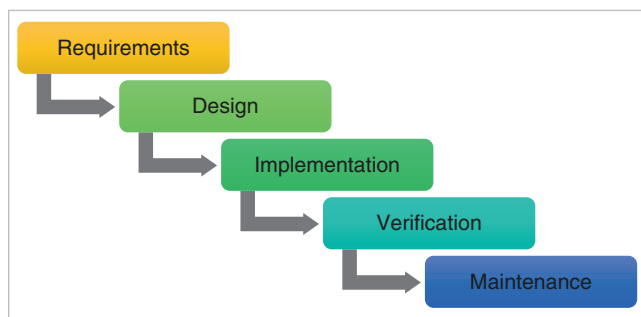 Requirements
Design
Implementation
Verification
Maintenance